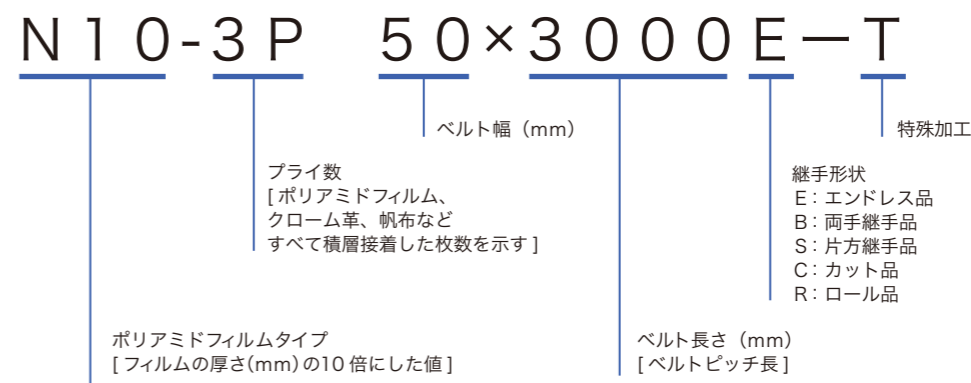 N10-3P 50×3000E－T
ベルト幅（mm）
特殊加工
プライ数
[ポリアミドフィルム、
クローム革、帆布など
すべて積層接着した枚数を示す]
継手形状
E：エンドレス品
B：両手継手品
S：片方継手品
C：カット品
R：ロール品
ポリアミドフィルムタイプ
[フィルムの厚さ(mm)の10倍にした値]
ベルト長さ（mm）
[ベルトピッチ長]